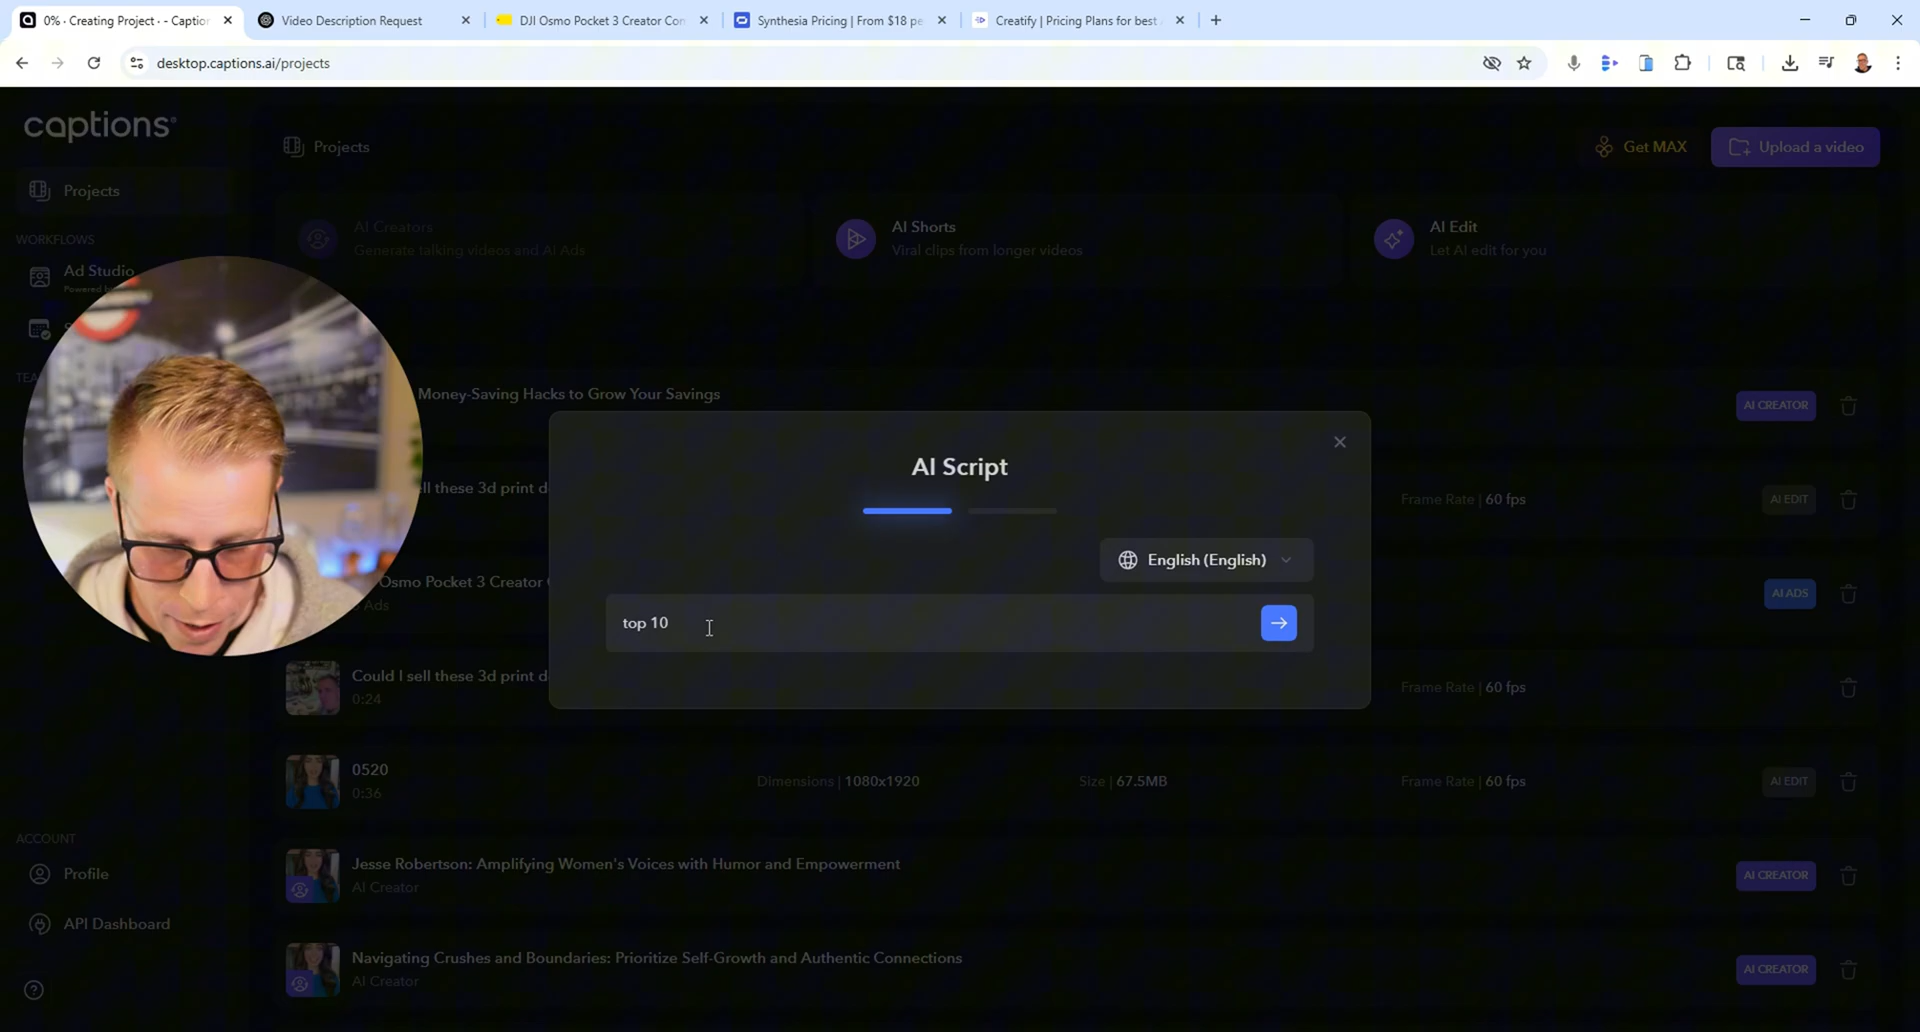 0% · Creating Project · - Captio
Video Description Request
DJI Osmo Pocket 3 Creator Con
Synthesia Pricing | From $18 pe
Creatify | Pricing Plans for best
desktop.captions.ai/projects
captions
Projects
Get MAX
Upload a video
Projects
AI Creators
Generate talking videos and AI Ads
AI Shorts
Viral clips from longer videos
AI Edit
Let AI edit for you
WORKFLOWS
Ad Studio
Powered by
TEA
Money-Saving Hacks to Grow Your Savings
AI CREATOR
AI Script
ell these 3d print d
Frame Rate | 60 fps
AI EDIT
English (English)
Osmo Pocket 3 Creator
Ads
AI ADS
top 10
Could I sell these 3d print d
0:24
Frame Rate | 60 fps
0520
0:36
Dimensions | 1080x1920
Size | 67.5MB
Frame Rate | 60 fps
AI EDIT
ACCOUNT
Profile
API Dashboard
Jesse Robertson: Amplifying Women's Voices with Humor and Empowerment
AI Creator
AI CREATOR
Navigating Crushes and Boundaries: Prioritize Self-Growth and Authentic Connections
AI Creator
AI CREATOR